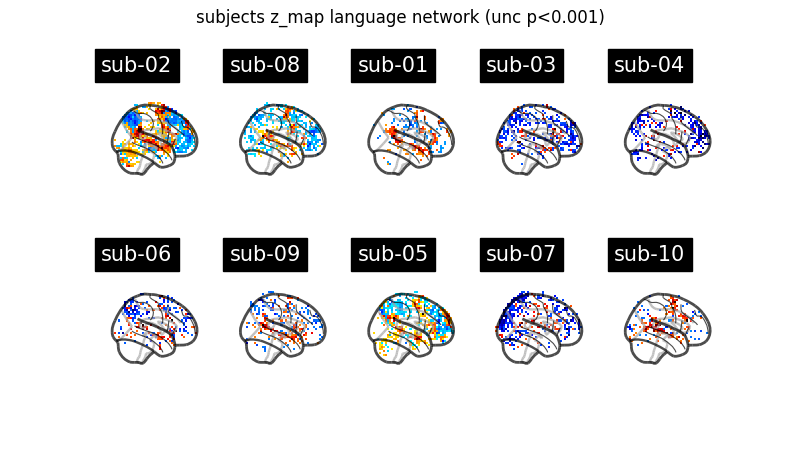 subjects z_map language network (unc p<0.001)
sub-02
sub-08
sub-01
sub-03
sub-04
sub-06
sub-09
sub-05
sub-07
sub-10